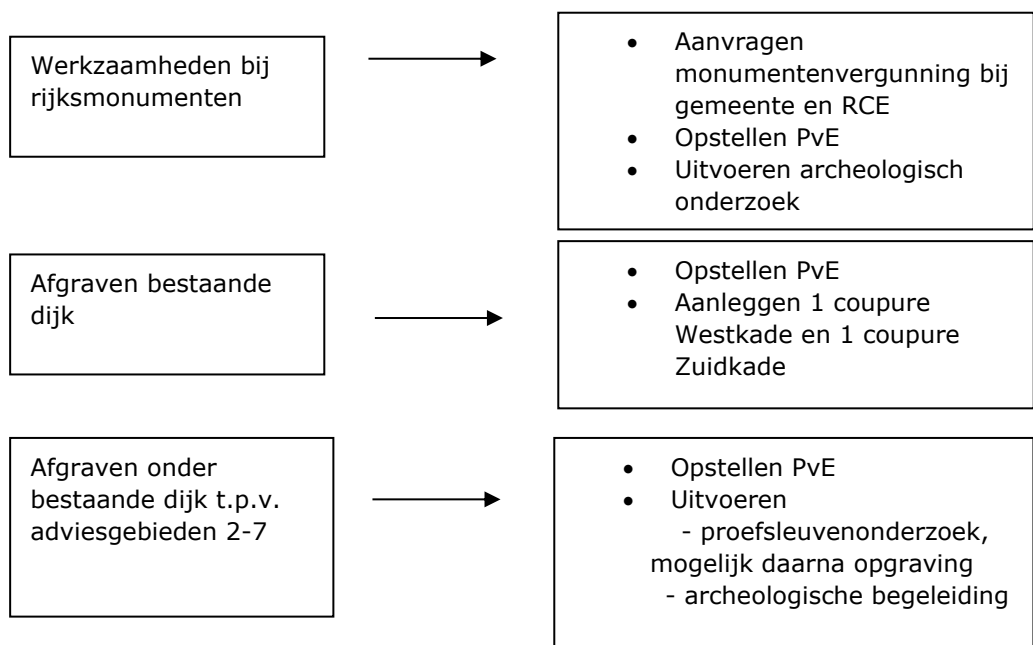 Werkzaamheden bij
rijksmonumenten
• Aanvragen
monumentenvergunning bij
gemeente en RCE
• Opstellen PvE
• Uitvoeren archeologisch
onderzoek
Afgraven bestaande
dijk
• Opstellen PvE
• Aanleggen 1 coupure
Westkade en 1 coupure
Zuidkade
Afgraven onder
bestaande dijk t.p.v.
adviesgebieden 2-7
• Opstellen PvE
• Uitvoeren
- proefsleuvenonderzoek,
mogelijk daarna opgraving
- archeologische begeleiding